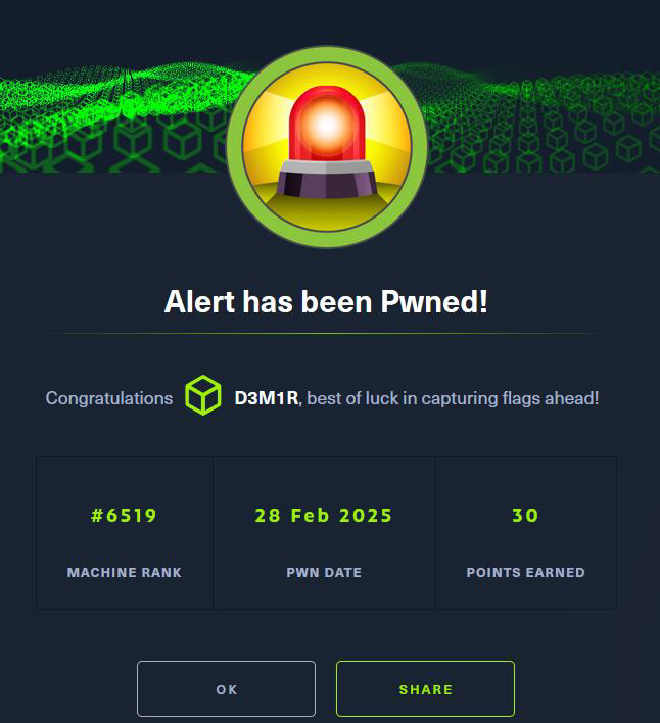 Alert has been Pwned!
Congratulations D3M1R, best of luck in capturing flags ahead!
#6519 28 Feb 2025 30
MACHINE RANK PWN DATE POINTS EARNED
OK SHARE